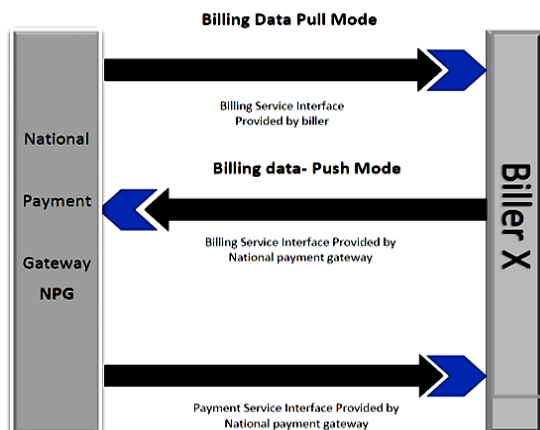 Billing Data Pull Mode
Billing Service Interface
Provided by biller
National
Payment
Gateway
NPG
Billing data- Push Mode
Billing Service Interface Provided by
National payment gateway
Payment Service Interface Provided by
National payment gateway
Biller X